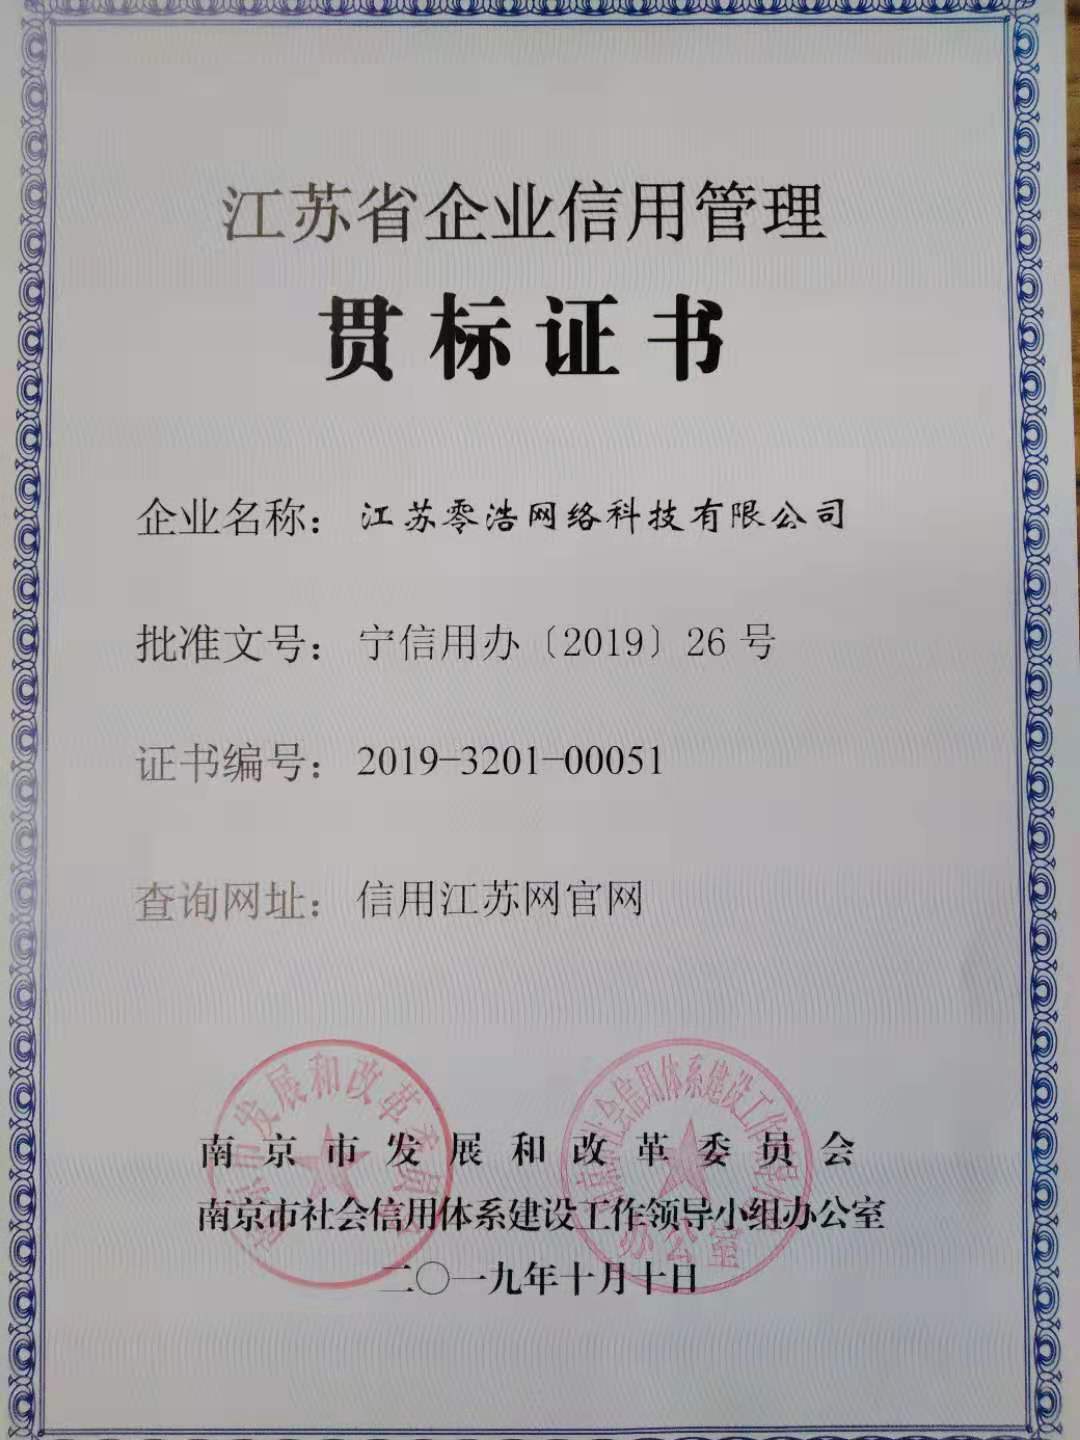 江苏省企业信用管理
贯标证书
企业名称：江苏零浩网络科技有限公司
批准文号：宁信用办〔2019〕26号
证书编号：2019-3201-00051
查询网址：信用江苏网官网
南京市发展和改革委员会
南京市社会信用体系建设工作领导小组办公室
二〇一九年十月十日